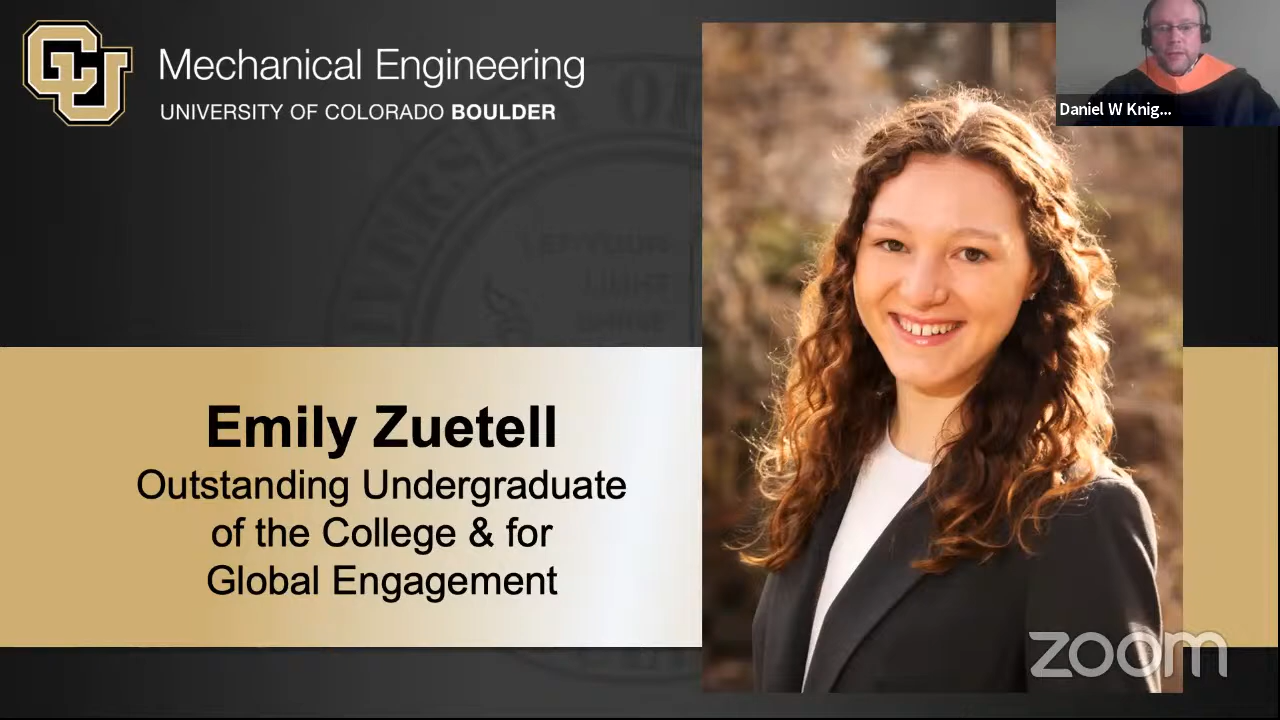 CU
Mechanical Engineering
UNIVERSITY OF COLORADO BOULDER
Daniel W Knig...
Emily Zuetell
Outstanding Undergraduate
of the College & for
Global Engagement
zoom